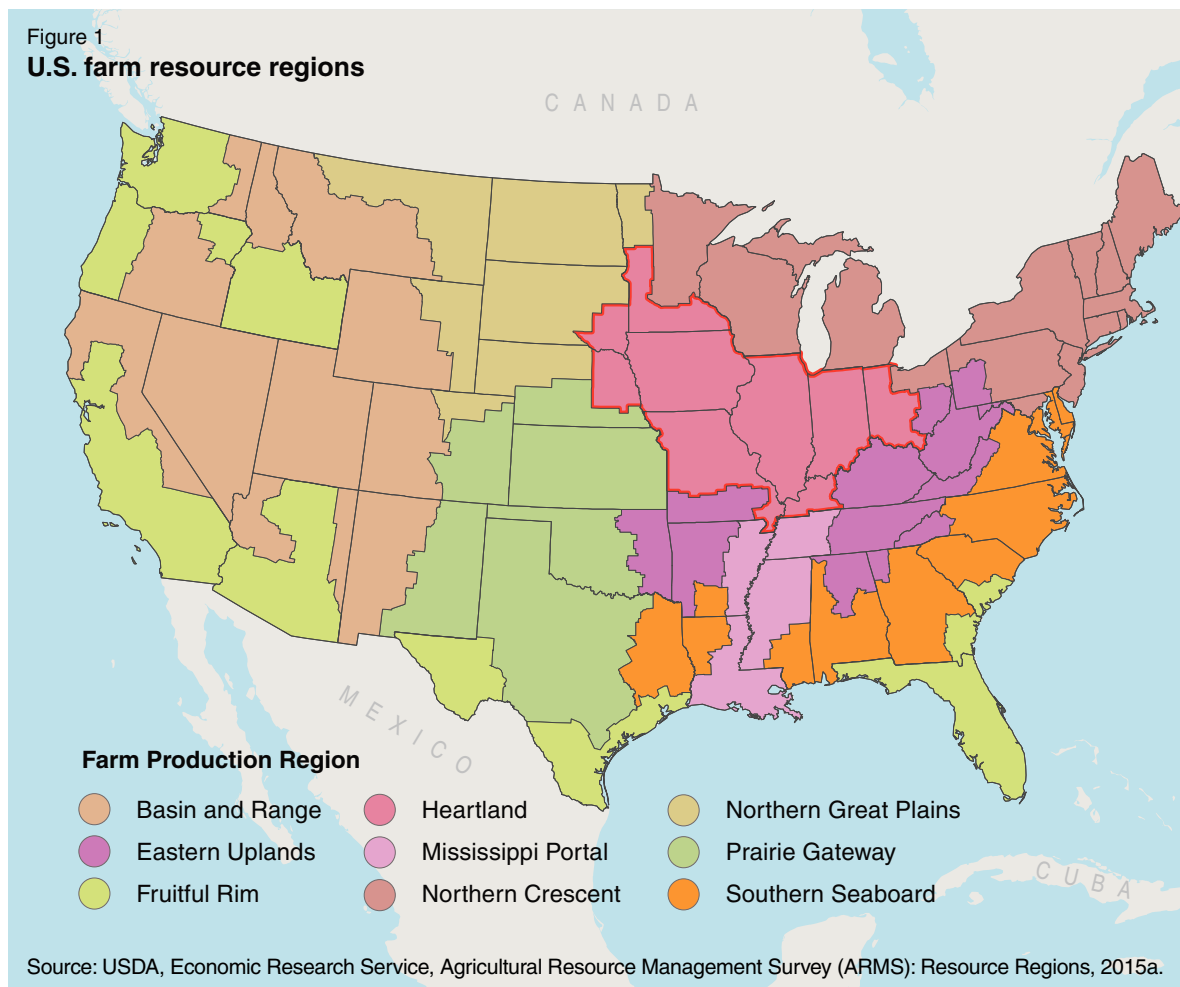 Figure 1
U.S. farm resource regions
CANADA
MEXICO
Farm Production Region
Basin and Range
Heartland
Northern Great Plains
Eastern Uplands
Mississippi Portal
Prairie Gateway
Fruitful Rim
Northern Crescent
Southern Seaboard
CUBA
Source: USDA, Economic Research Service, Agricultural Resource Management Survey (ARMS): Resource Regions, 2015a.